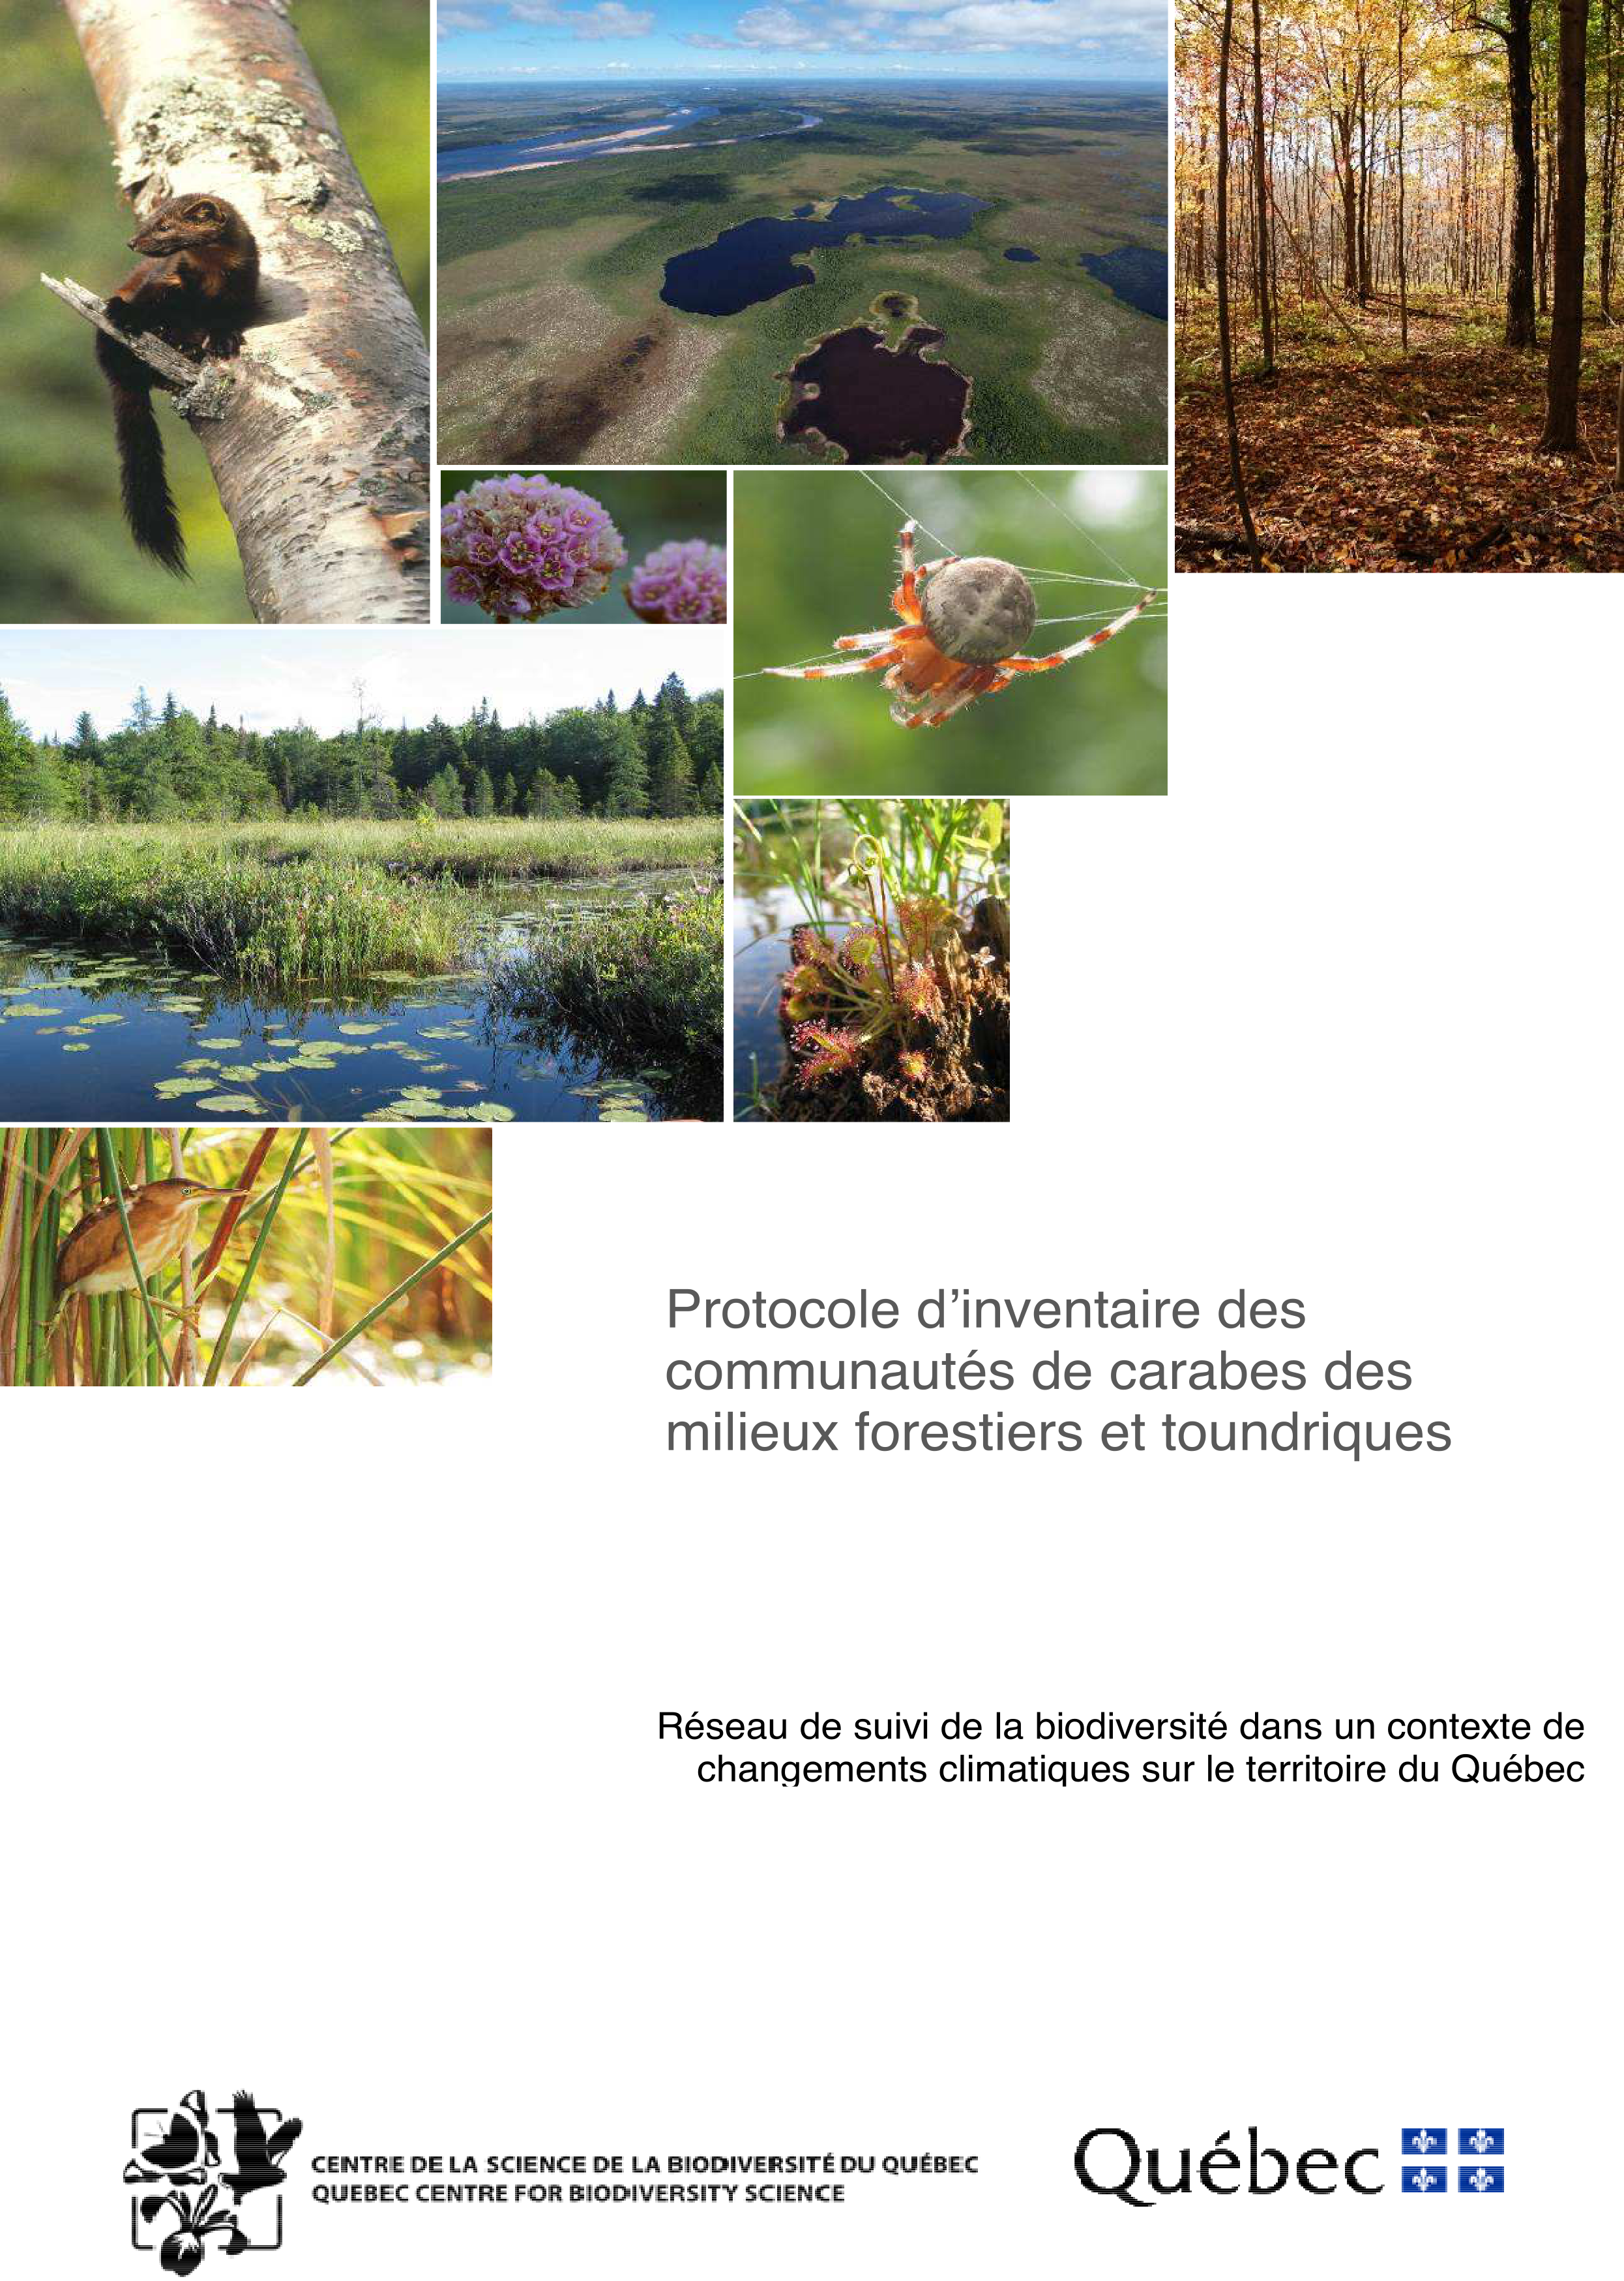 Protocole d'inventaire des
communautés de carabes des
milieux forestiers et toundriques
Réseau de suivi de la biodiversité dans un contexte de
changements climatiques sur le territoire du Québec
CENTRE DE LA SCIENCE DE LA BIODIVERSITÉ DU QUÉBEC
QUEBEC CENTRE FOR BIODIVERSITY SCIENCE
Québec